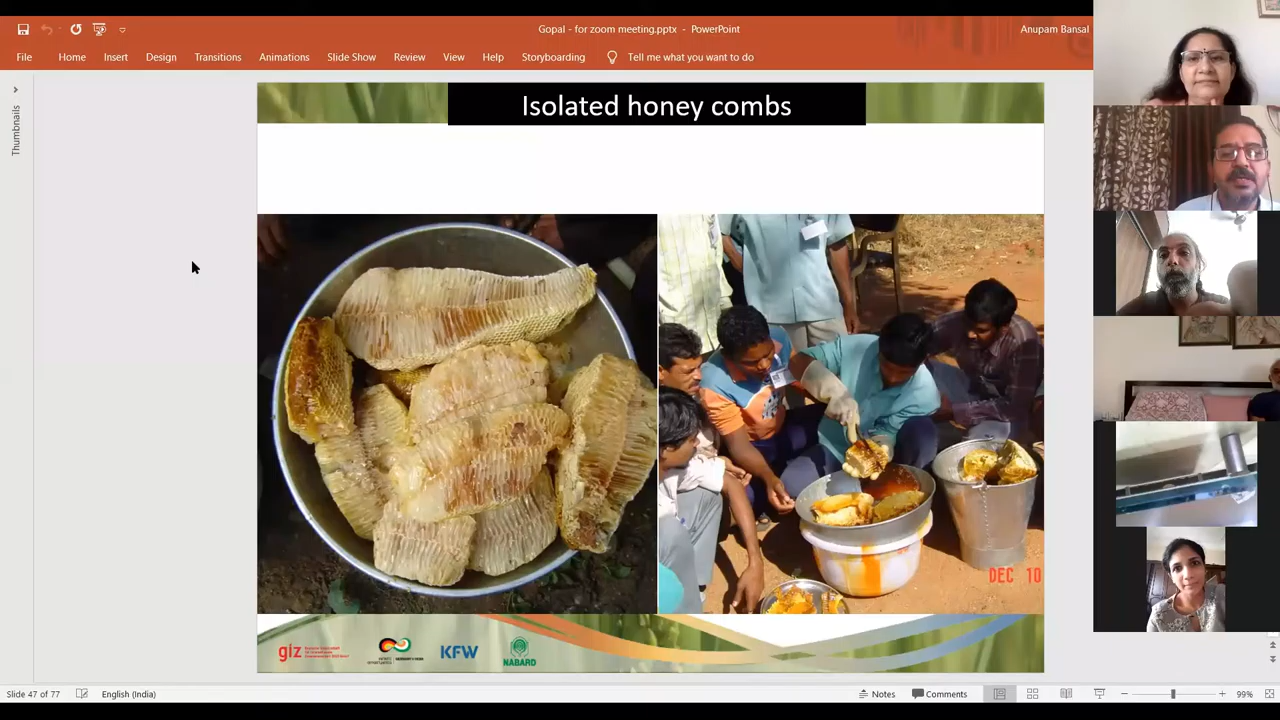 Gopal - for zoom meeting.pptx - PowerPoint
Anupam Bansal
File Home Insert Design Transitions Animations Slide Show Review View Help Storyboarding Tell me what you want to do
Thumbnails
Isolated honey combs
DEC 10
giz
KFW
NABARD
Slide 47 of 77 English (India) Notes Comments 99%